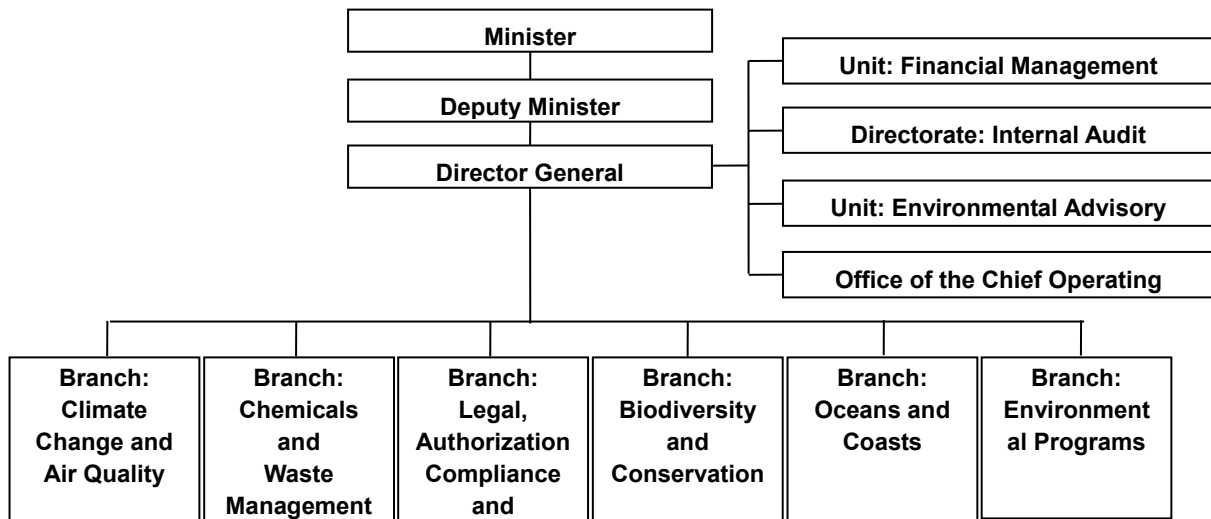 Minister
Deputy Minister
Director General
Unit: Financial Management
Directorate: Internal Audit
Unit: Environmental Advisory
Office of the Chief Operating
Branch:
Climate
Change and
Air Quality
Branch:
Chemicals
and
Waste
Management
Branch:
Legal,
Authorization
Compliance
and
Branch:
Biodiversity
and
Conservation
Branch:
Oceans and
Coasts
Branch:
Environment
al Programs